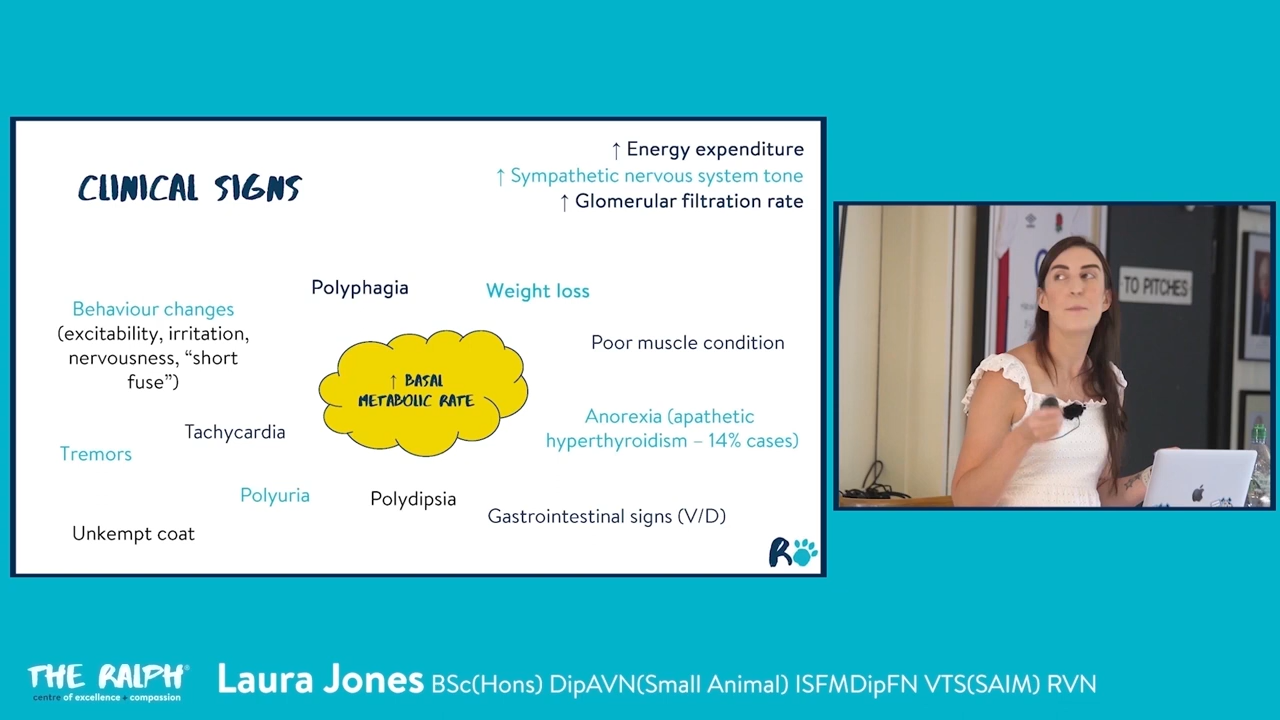 CLINICAL SIGNS
↑ Energy expenditure
↑ Sympathetic nervous system tone
↑ Glomerular filtration rate
Polyphagia
Weight loss
Behaviour changes
(excitability, irritation,
nervousness, “short
fuse”)
Poor muscle condition
↑ BASAL
METABOLIC RATE
Anorexia (apathetic
hyperthyroidism – 14% cases)
Tachycardia
Tremors
Polyuria
Polydipsia
Gastrointestinal signs (V/D)
Unkempt coat
R
TO PITCHES
THE RALPH®
centre of excellence + compassion
Laura Jones BSc(Hons) DipAVN(Small Animal) ISFMDipFN VTS(SAIM) RVN